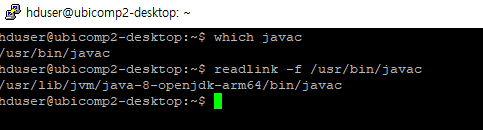 hduser@ubicomp2-desktop: ~
hduser@ubicomp2-desktop:~$ which javac
/usr/bin/javac
hduser@ubicomp2-desktop:~$ readlink -f /usr/bin/javac
/usr/lib/jvm/java-8-openjdk-arm64/bin/javac
hduser@ubicomp2-desktop:~$